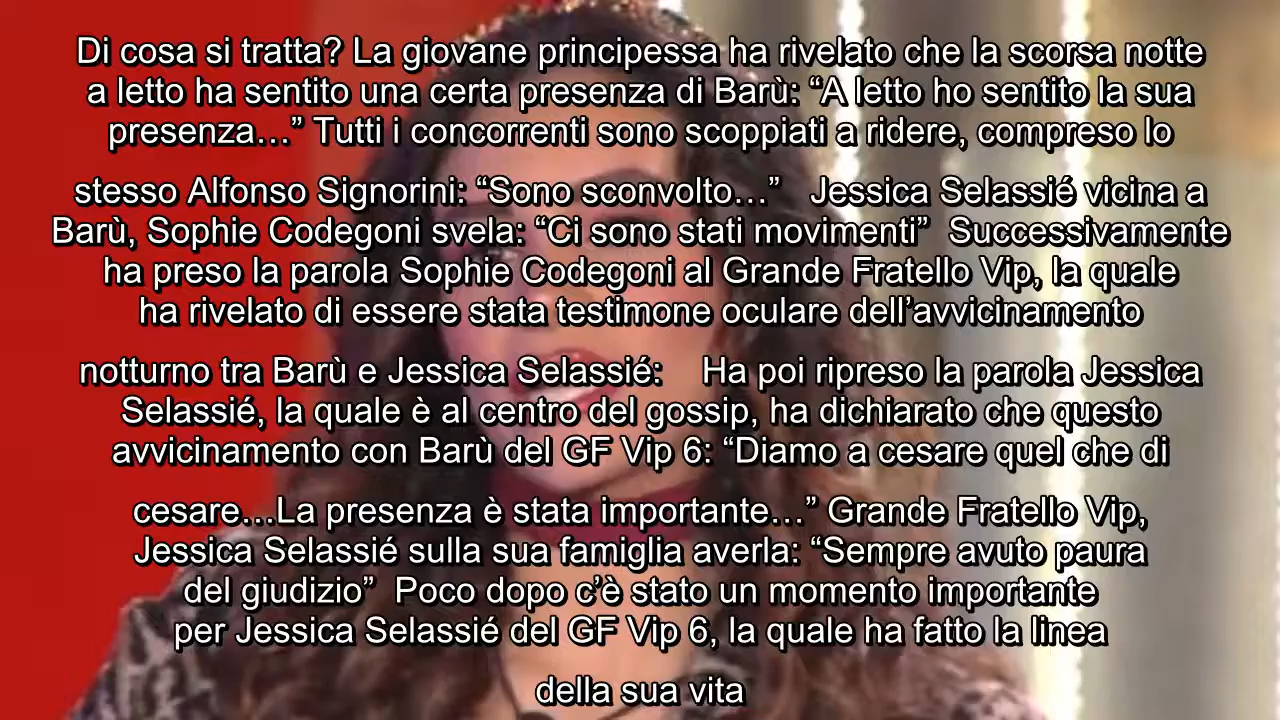 Di cosa si tratta? La giovane principessa ha rivelato che la scorsa notte
a letto ha sentito una certa presenza di Barù: “A letto ho sentito la sua
presenza…” Tutti i concorrenti sono scoppiati a ridere, compreso lo
stesso Alfonso Signorini: “Sono sconvolto…” Jessica Selassié vicina a
Barù, Sophie Codegoni svela: “Ci sono stati movimenti” Successivamente
ha preso la parola Sophie Codegoni al Grande Fratello Vip, la quale
ha rivelato di essere stata testimone oculare dell’avvicinamento
notturno tra Barù e Jessica Selassié: Ha poi ripreso la parola Jessica
Selassié, la quale è al centro del gossip, ha dichiarato che questo
avvicinamento con Barù del GF Vip 6: “Diamo a cesare quel che di
cesare…La presenza è stata importante…” Grande Fratello Vip,
Jessica Selassié sulla sua famiglia averla: “Sempre avuto paura
del giudizio” Poco dopo c’è stato un momento importante
per Jessica Selassié del GF Vip 6, la quale ha fatto la linea
della sua vita